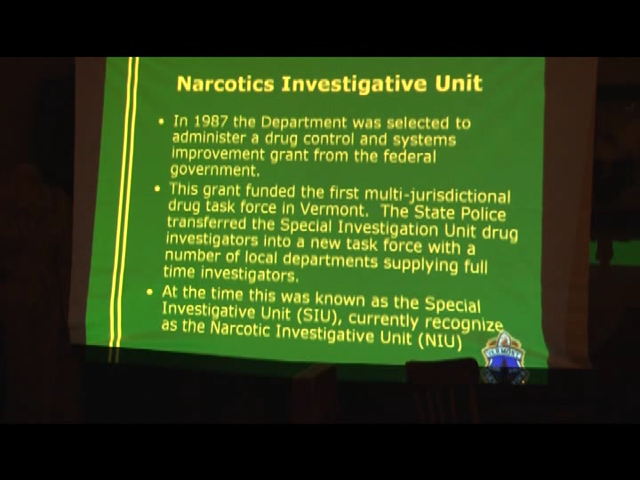 Narcotics Investigative Unit
• In 1987 the Department was selected to
administer a drug control and systems
improvement grant from the federal
government.
• This grant funded the first multi-jurisdictional
drug task force in Vermont. The State Police
transferred the Special Investigation Unit drug
investigators into a new task force with a
number of local departments supplying full
time investigators.
• At the time this was known as the Special
Investigative Unit (SIU), currently recognize
as the Narcotic Investigative Unit (NIU)
VERMONT